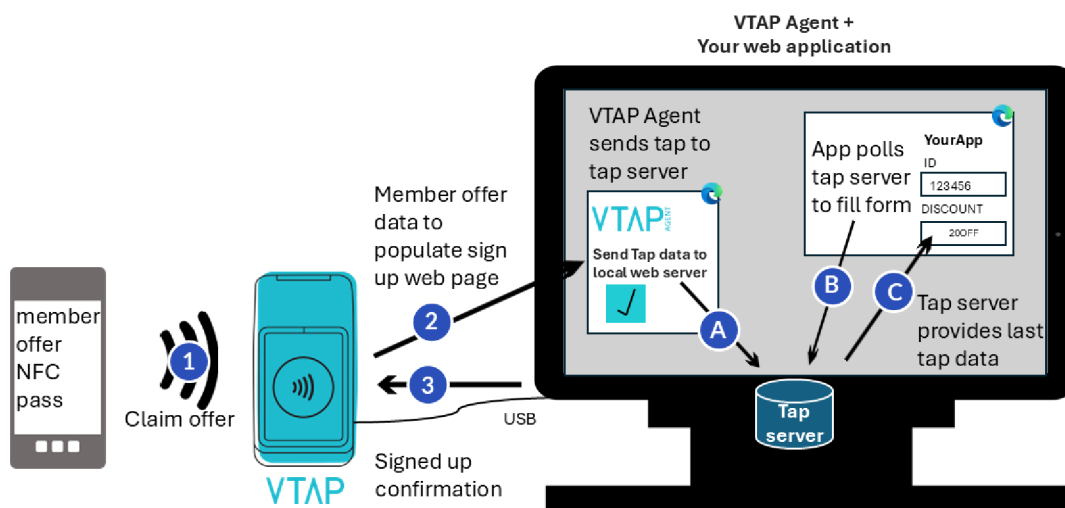 VTAP Agent +
Your web application
VTAP Agent
sends tap to
tap server
VTAP
AGENT
Send Tap data to
local web server
App polls
tap server
to fill form
YourApp
ID
123456
DISCOUNT
20OFF
Member offer
data to
populate sign
up web page
member
offer
NFC
pass
1
Claim offer
2
3
A
B
C
Tap server
provides last
tap data
USB
Tap
server
Signed up
confirmation
VTAP